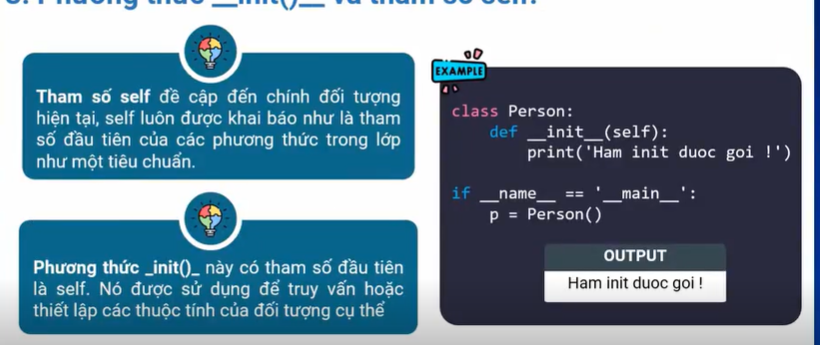 Tham số self đề cập đến chính đối tượng
hiện tại, self luôn được khai báo như là tham
số đầu tiên của các phương thức trong lớp
như một tiêu chuẩn.
Phương thức _init()_ này có tham số đầu tiên
là self. Nó được sử dụng để truy vấn hoặc
thiết lập các thuộc tính của đối tượng cụ thể
EXAMPLE
class Person:
    def __init__(self):
        print('Ham init duoc goi !')
if __name__ == '__main__':
    p = Person()
OUTPUT
Ham init duoc goi !